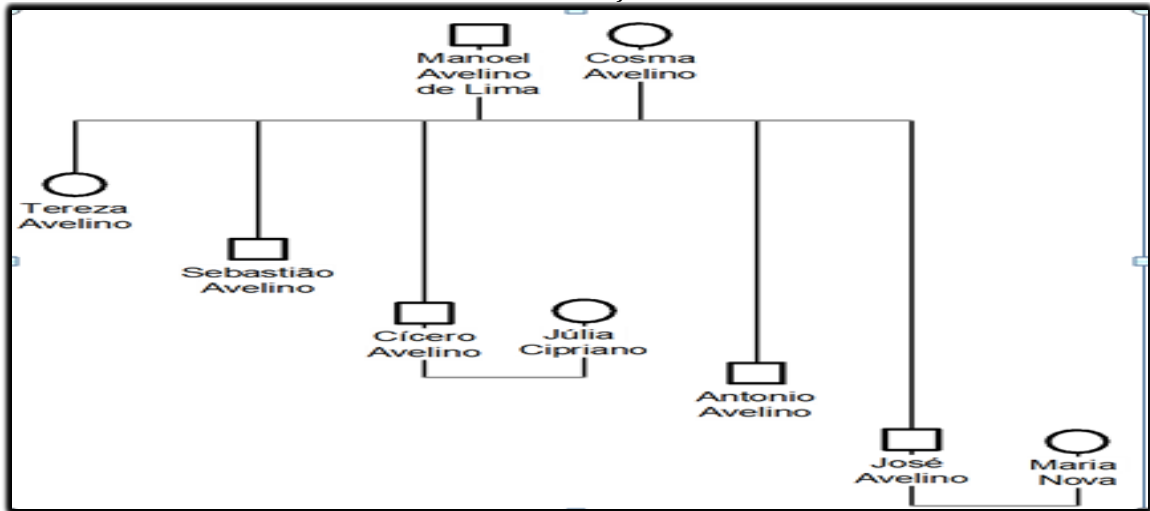 Manoel
Avelino
de Lima
Cosma
Avelino
Tereza
Avelino
Sebastião
Avelino
Cícero
Avelino
Júlia
Cipriano
Antonio
Avelino
José
Avelino
Maria
Nova